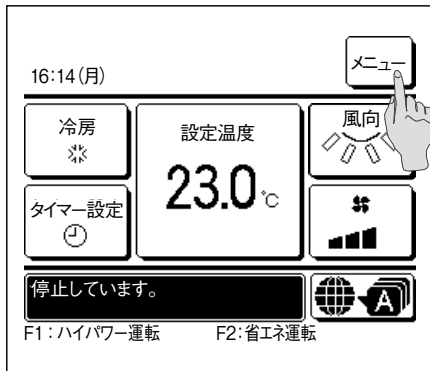 メニュー
16:14(月)
冷房
設定温度
風向
23.0℃
タイマー設定
停止しています。
A
F1：ハイパワー運転 F2：省エネ運転